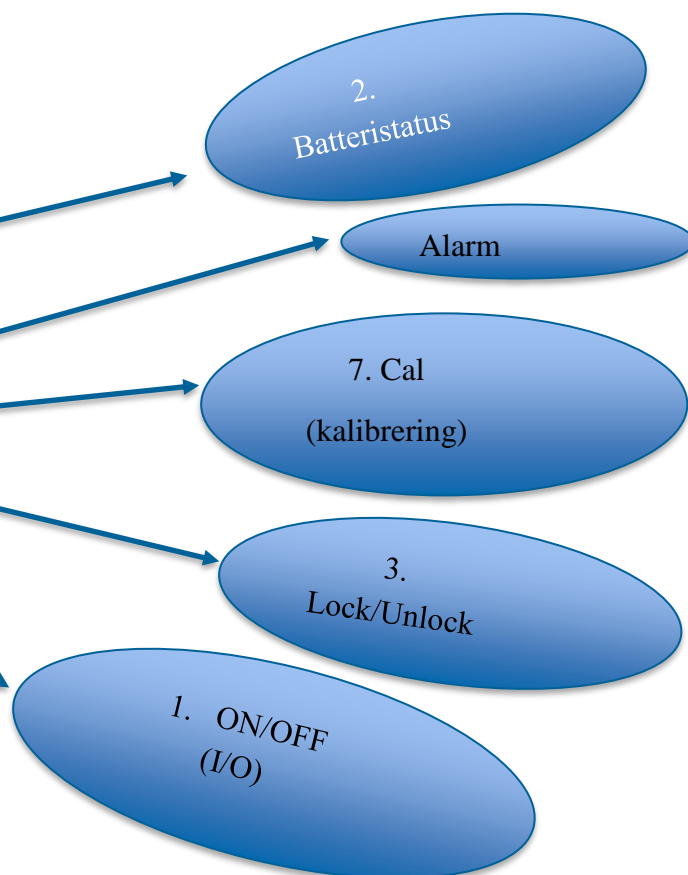 2.
Batteristatus
Alarm
7. Cal
(kalibrering)
3.
Lock/Unlock
1. ON/OFF
(I/O)